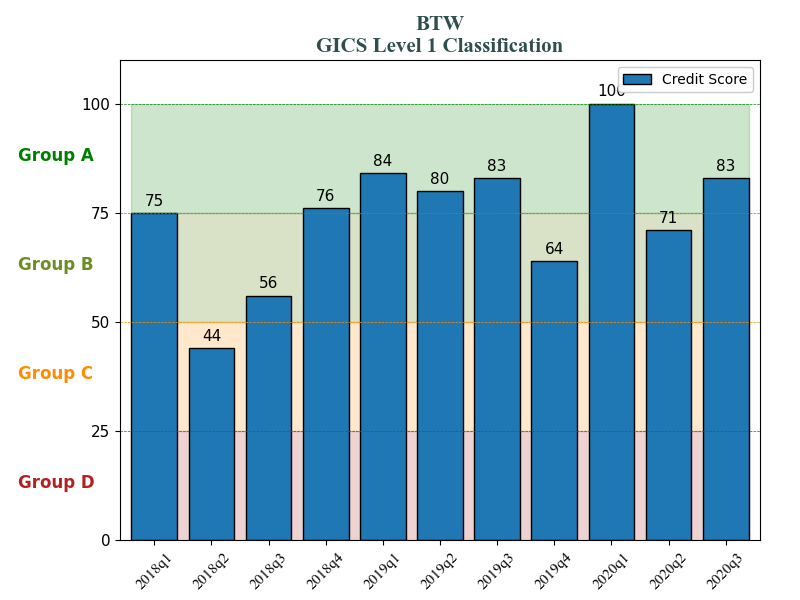 BTW
GICS Level 1 Classification
Credit Score
100
100
Group A
84
83
83
80
76
75
75
71
Group B
64
56
50
44
Group C
25
Group D
0
2018q1
2018q2
2018q3
2018q4
2019q1
2019q2
2019q3
2019q4
2020q1
2020q2
2020q3